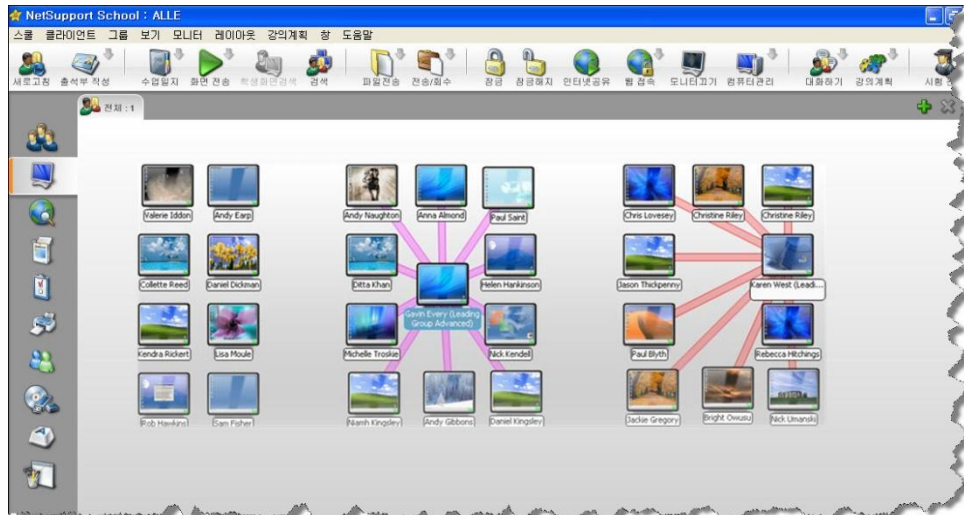 NetSupport School : ALLE
스쿨 클라이언트 그룹 보기 모니터 레이아웃 강의계획 창 도움말
새로고침 출석부 작성 수업일지 화면 전송 학생화면검색 검색 파일전송 전송/회수 잠금 잠금해지 인터넷공유 웹 접속 모니터끄기 컴퓨터관리 대화하기 강의계획 시험
전체 : 1
Valerie Iddon Andy Earp Andy Naughton Anna Almond Paul Saint Chris Lovesey Christine Riley Christine Riley
Collette Reed Daniel Dickman Ditta Khan Helen Hankinson Jason Thickpenny Karen West (Leadi...
Gavin Every (Leading
Group Advanced)
Kendra Rickert Lisa Moule Michelle Troskie Nick Kendell Paul Blyth Rebecca Hitchings
Rob Hawkins Sam Fisher Niamh Kingsley Andy Gibbons Daniel Kingsley Jackie Gregory Bright Owusu Nick Umanski